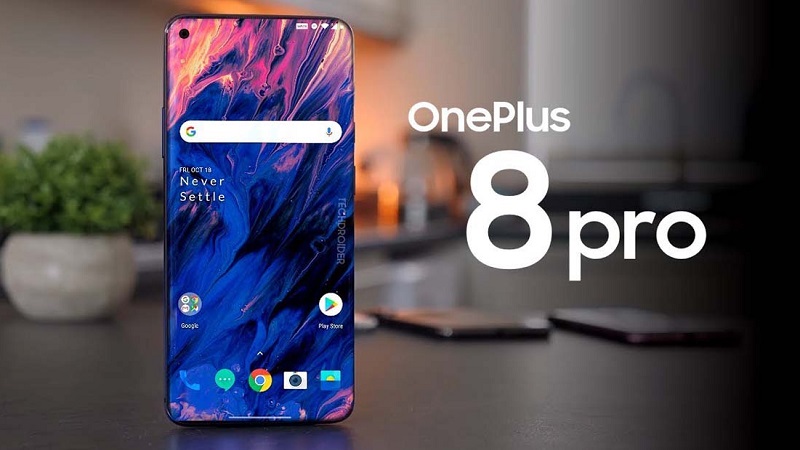 FRI, OCT 18
Never
Settle
TECHDROIDER
Google
Play Store
OnePlus
8 pro